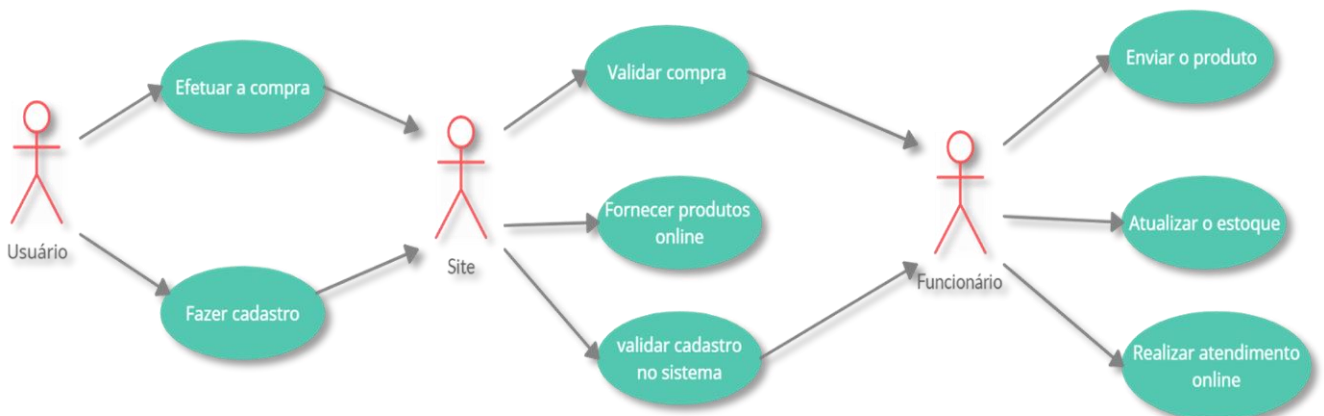 Usuário
Efetuar a compra
Fazer cadastro
Site
Validar compra
Fornecer produtos
online
validar cadastro
no sistema
Funcionário
Enviar o produto
Atualizar o estoque
Realizar atendimento
online